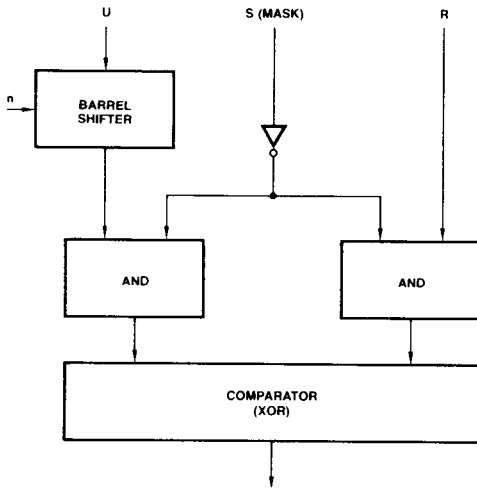 U
S (MASK)
R
n
BARREL
SHIFTER
AND
AND
COMPARATOR
(XOR)